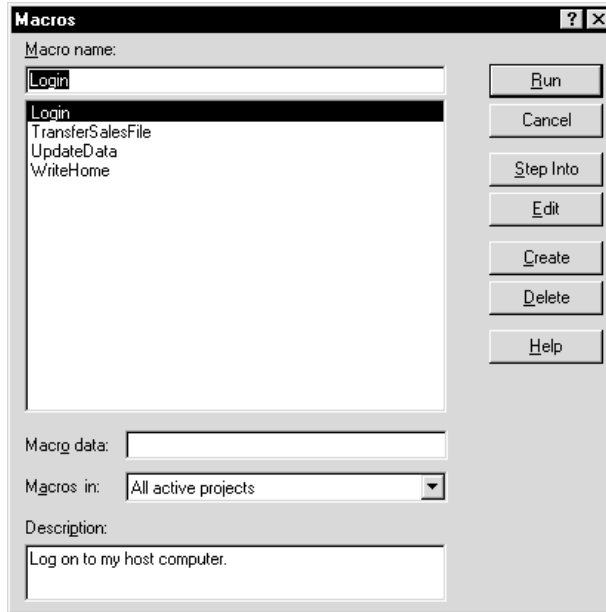 Macros
Macro name:
Login
Login
TransferSalesFile
UpdateData
WriteHome
Run
Cancel
Step Into
Edit
Create
Delete
Help
Macro data:
Macros in: All active projects
Description:
Log on to my host computer.